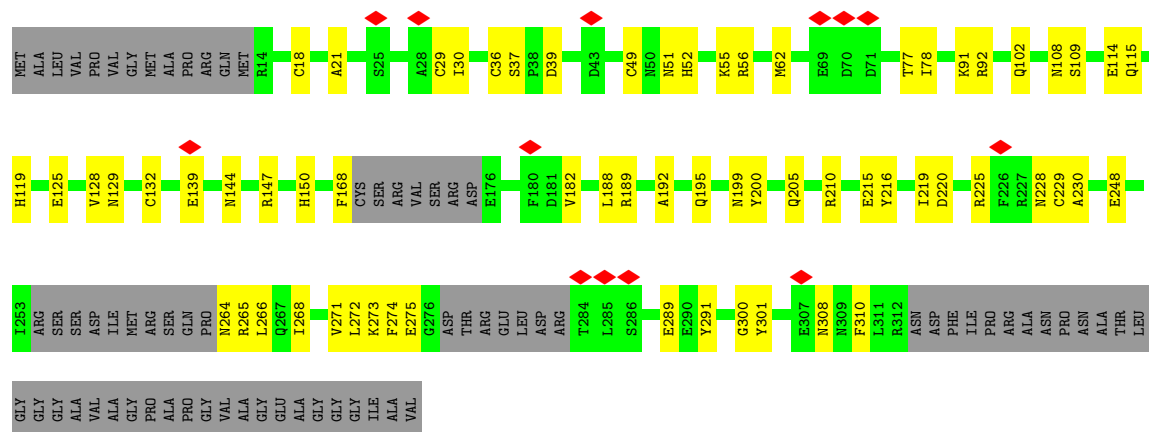 MET ALA LEU VAL PRO VAL GLY MET ALA PRO ARG GLN MET R14 C18 A21 S25 A28 C29 I30 C36 S37 P38 D39 D43 C49 N50 N51 H52 K55 R56 M62 E69 D70 D71 T77 I78 K91 R92 Q102 N108 S109 E114 Q115
H119 E125 V128 N129 C132 E139 N144 R147 H150 F168 CYS SER ARG VAL SER ARG ASP E176 F180 D181 V182 L188 R189 A192 Q195 N199 Y200 Q205 R210 E215 Y216 I219 D220 R225 F226 R227 N228 C229 A230 E248
I253 ARG SER SER ASP ILE MET ARG SER GLN PRO N264 R265 L266 Q267 I268 V271 L272 K273 F274 E275 G276 ASP THR ARG GLU LEU ASP ARG T284 L285 S286 E289 E290 Y291 G300 Y301 E307 N308 N309 F310 L311 R312 ASN ASP PHE ILE PRO ARG ALA ASN PRO ASN ALA THR LEU
GLY GLY GLY ALA VAL ALA GLY PRO ALA PRO GLY VAL ALA GLY GLU ALA GLY GLY GLY ILE ALA VAL